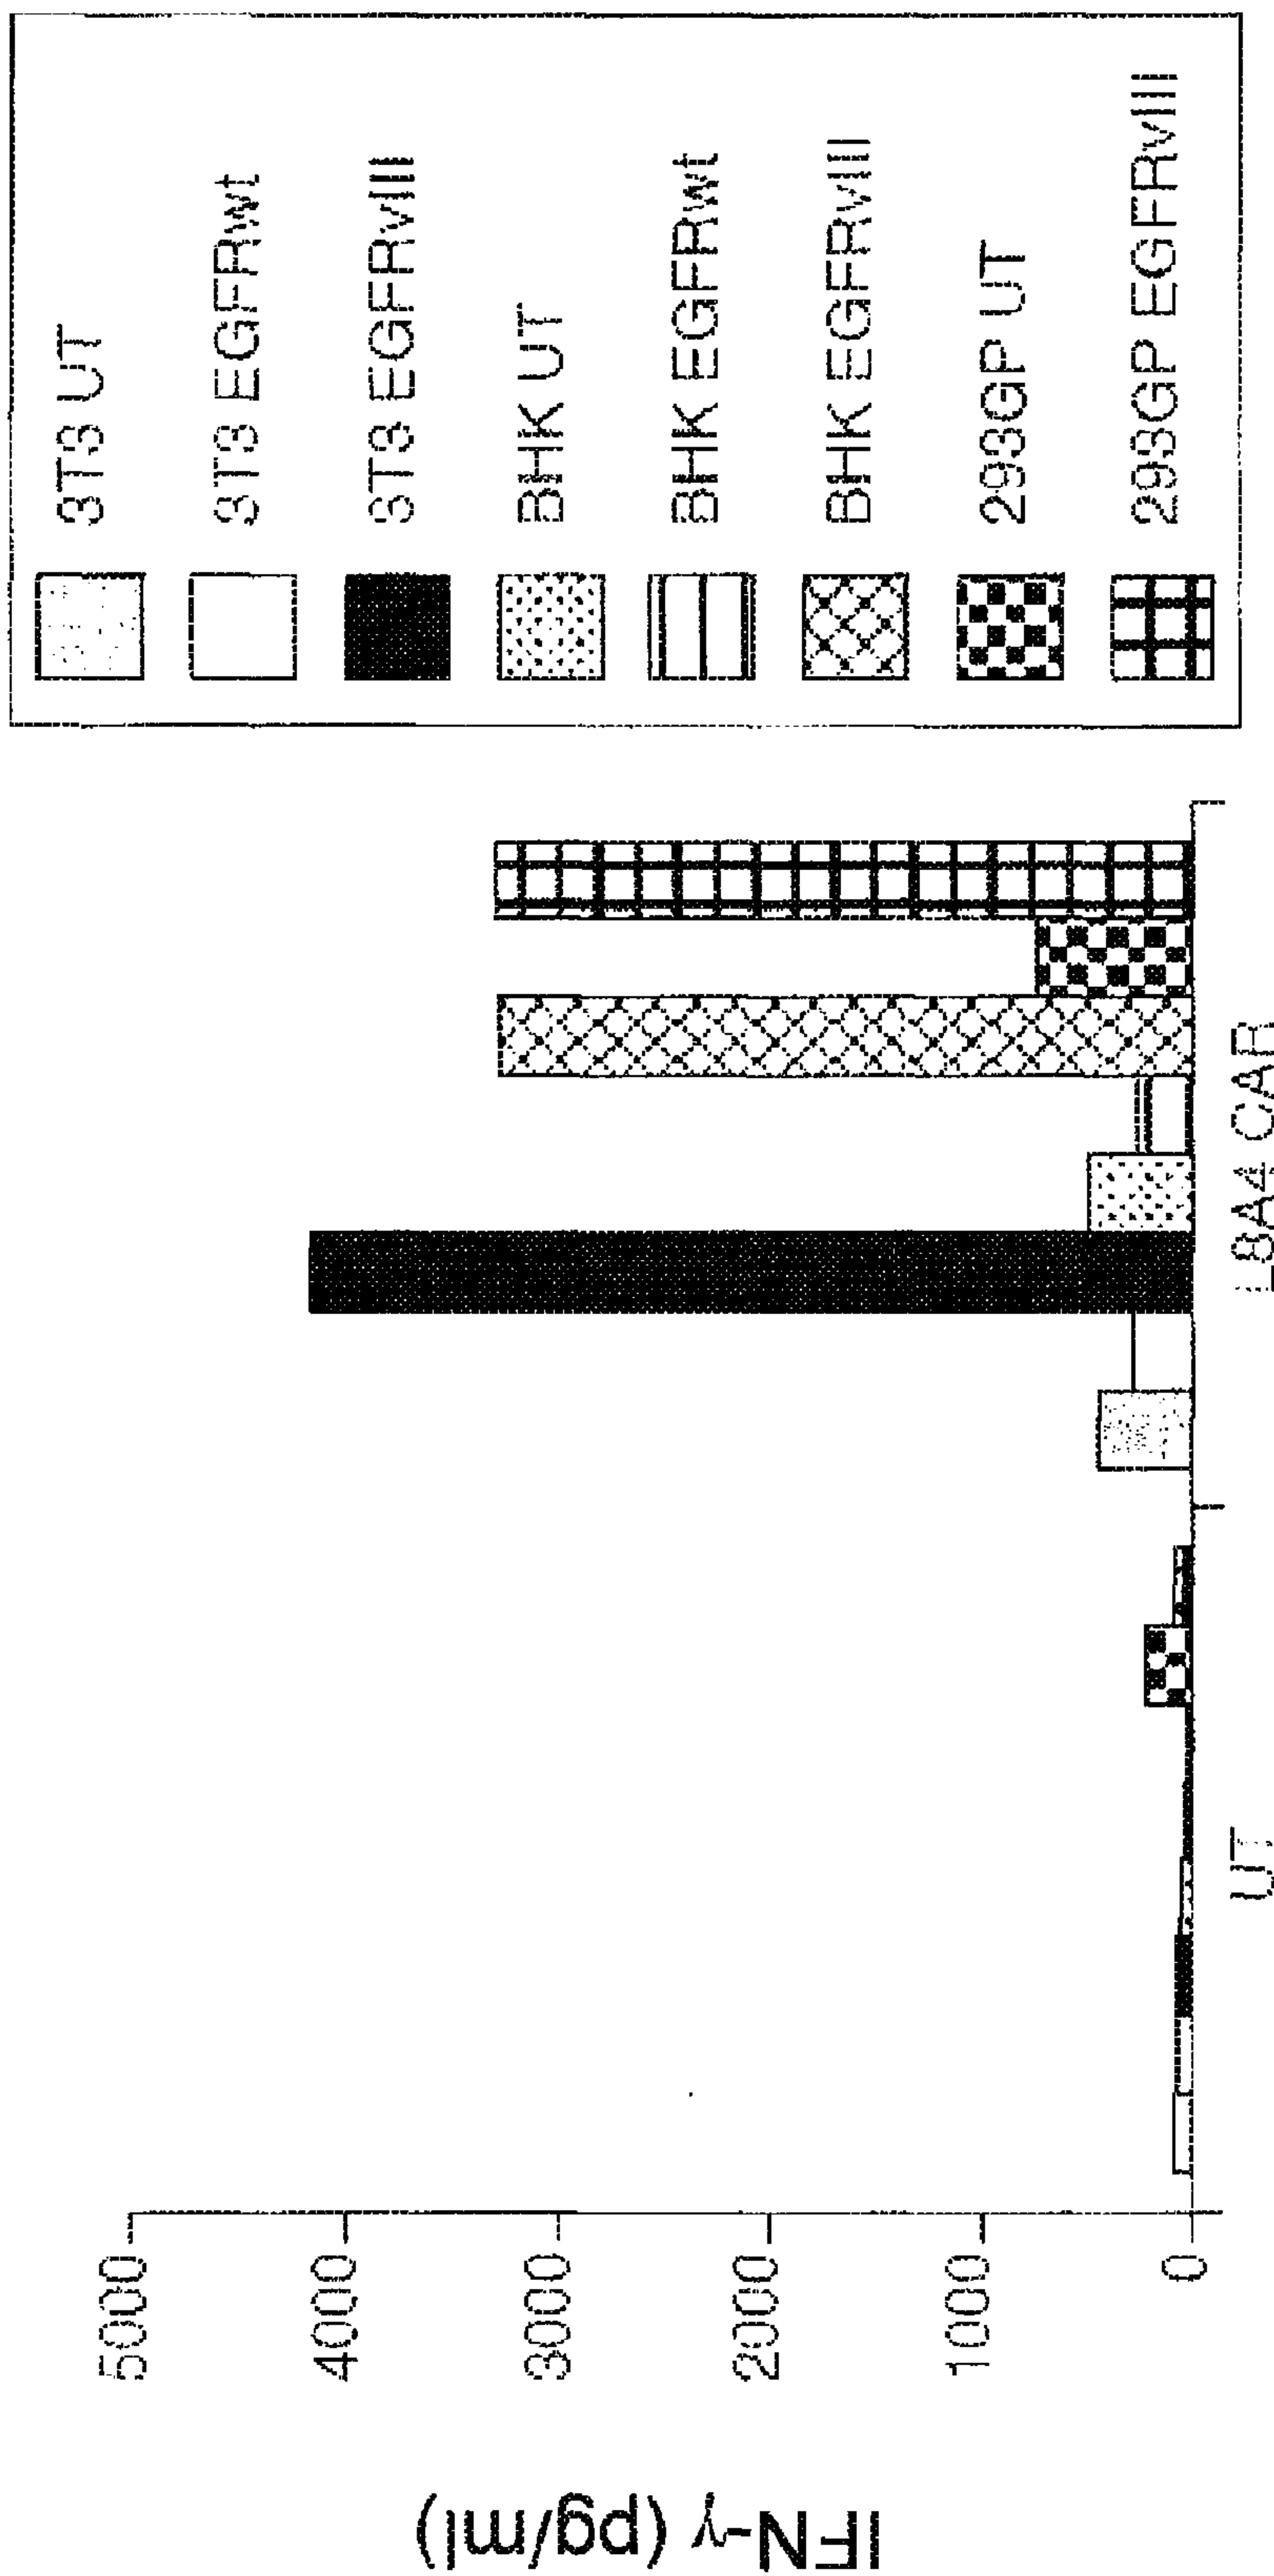 IFN-γ (pg/ml)
5000
4000
3000
2000
1000
0
UT
L8A4 CAR
3T3 UT
3T3 EGFRwt
3T3 EGFRvIII
BHK UT
BHK EGFRwt
BHK EGFRvIII
293GP UT
293GP EGFRvIII